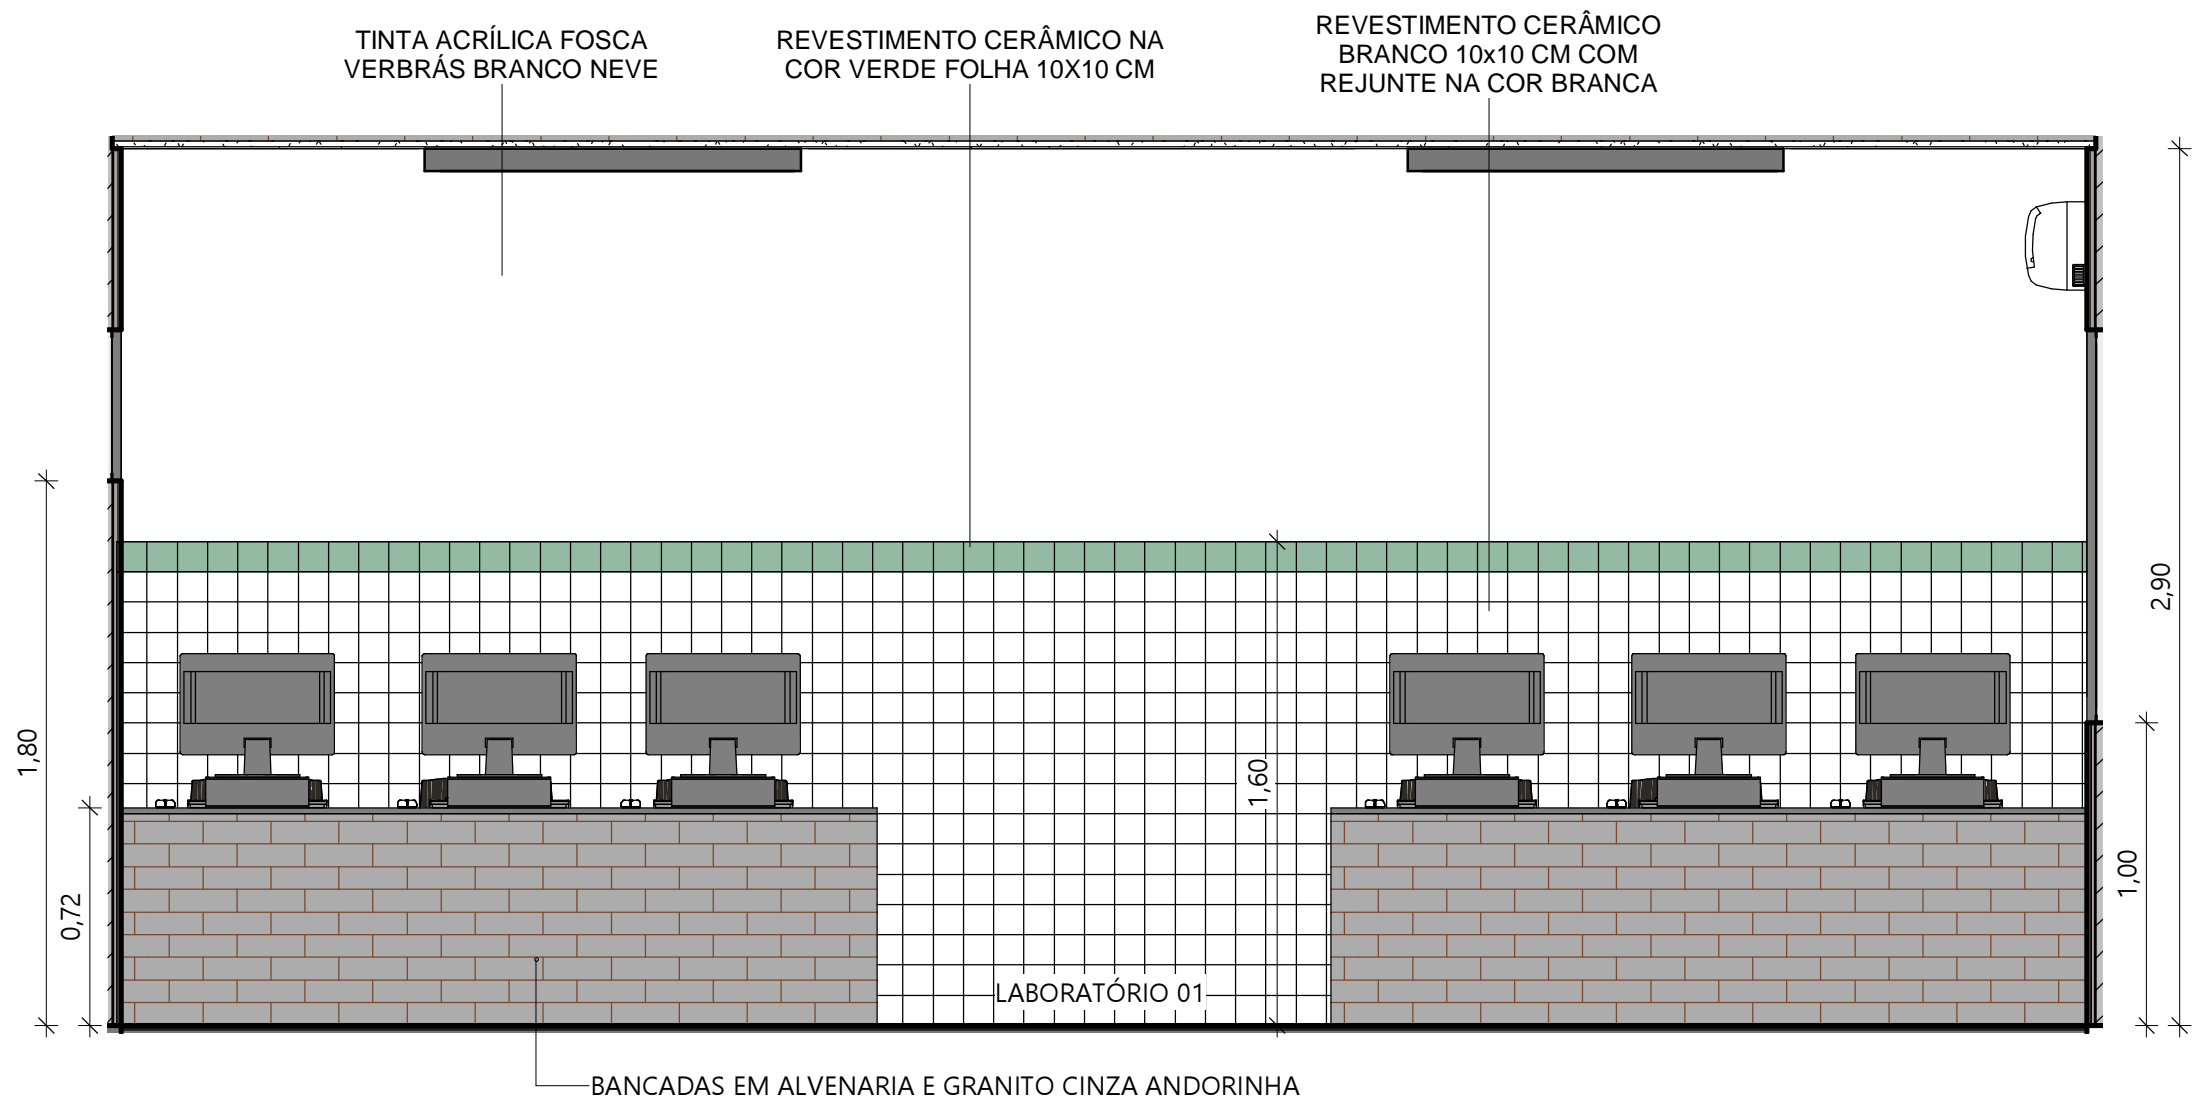 TINTA ACRÍLICA FOSCA
VERBRÁS BRANCO NEVE
REVESTIMENTO CERÂMICO NA
COR VERDE FOLHA 10X10 CM
REVESTIMENTO CERÂMICO
BRANCO 10x10 CM COM
REJUNTE NA COR BRANCA
1,80
0,72
1,60
2,90
1,00
LABORATÓRIO 01
BANCADAS EM ALVENARIA E GRANITO CINZA ANDORINHA